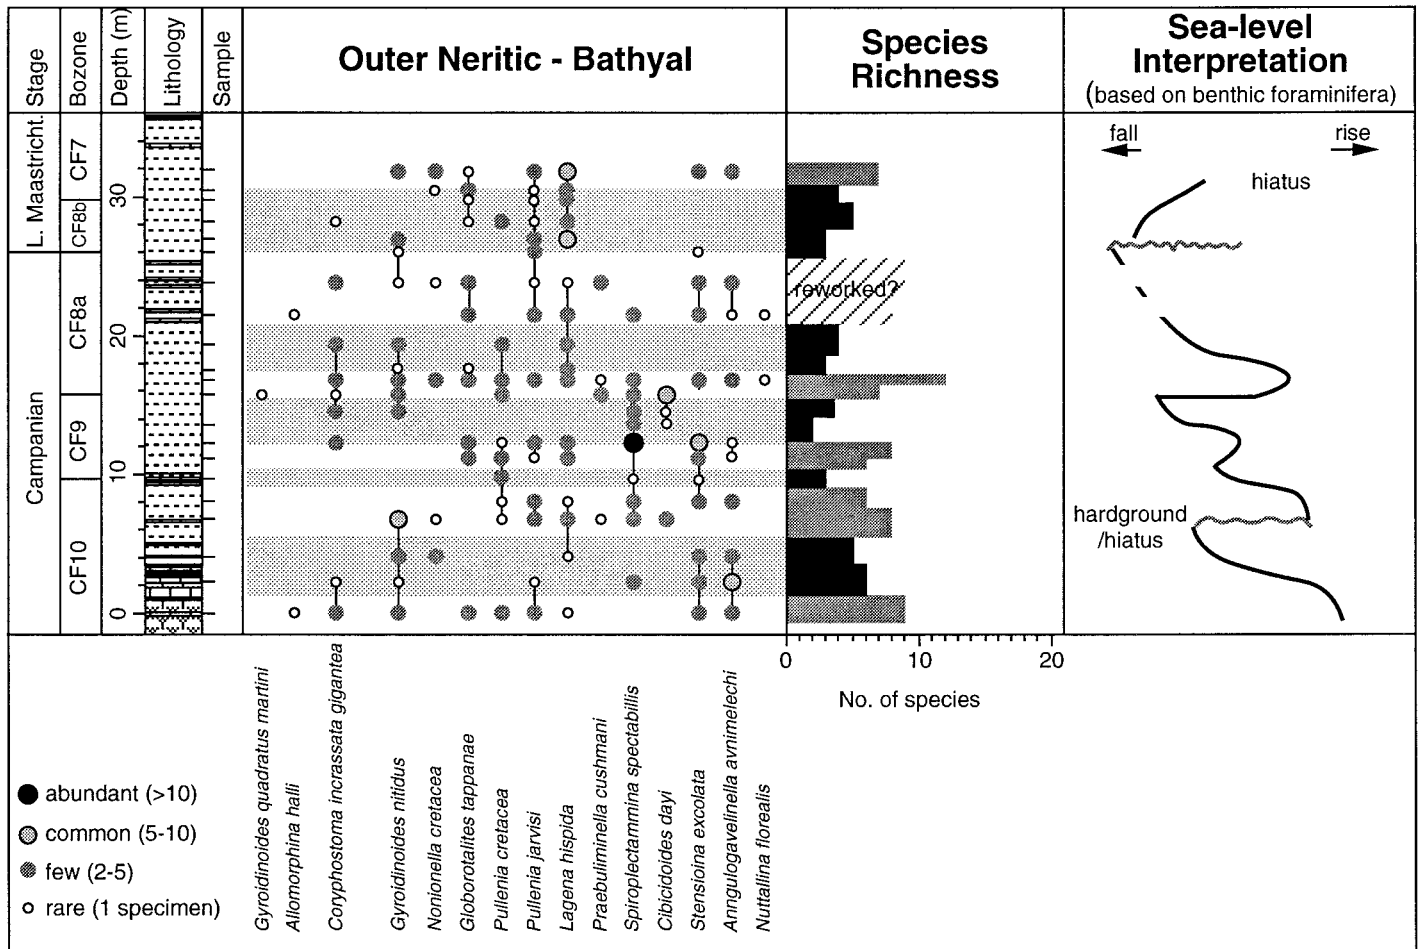 Stage
Bozone
Depth (m)
Lithology
Sample
Outer Neritic - Bathyal
Species
Richness
Sea-level
Interpretation
(based on benthic foraminifera)
L. Maastricht.
Campanian
CF7
CF8b
CF8a
CF9
CF10
30
20
10
0
reworked?
fall
rise
hiatus
hardground
/hiatus
0
10
20
No. of species
Gyroidinoides quadratus martini
Allomorphina halli
Coryphostoma incrassata gigantea
Gyroidinoides nitidus
Nonionella cretacea
Globorotalites tappanae
Pullenia cretacea
Pullenia jarvisi
Lagena hispida
Praebuliminella cushmani
Spiroplectammina spectabillis
Cibicidoides dayi
Stensioina excolata
Anngulogavelinella avnimelechi
Nuttallina florealis
abundant (>10)
common (5-10)
few (2-5)
rare (1 specimen)